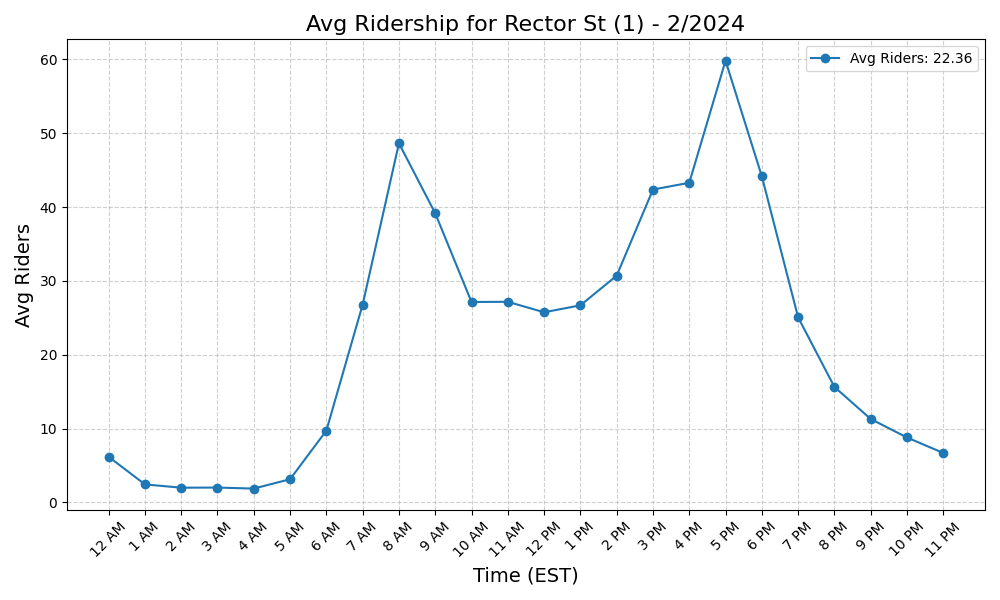 Avg Ridership for Rector St (1) - 2/2024
Avg Riders: 22.36
Avg Riders
60
50
40
30
20
10
0
12 AM
1 AM
2 AM
3 AM
4 AM
5 AM
6 AM
7 AM
8 AM
9 AM
10 AM
11 AM
12 PM
1 PM
2 PM
3 PM
4 PM
5 PM
6 PM
7 PM
8 PM
9 PM
10 PM
11 PM
Time (EST)